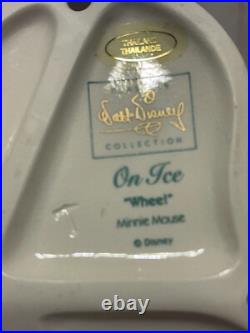 THAILAND
THAILANDE
Walt Disney
COLLECTION
On Ice
"Whee!"
Minnie Mouse
© Disney